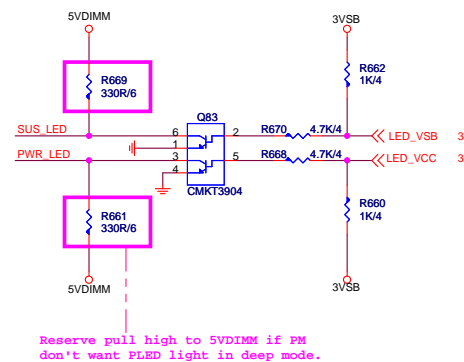 5VDIMM
3VSB
R669
330R/6
R662
1K/4
Q83
SUS_LED
6
2
R670
4.7K/4
LED_VSB
3
1
PWR_LED
3
5
R668
4.7K/4
LED_VCC
3
4
CMKT3904
R661
330R/6
R660
1K/4
5VDIMM
3VSB
Reserve pull high to 5VDIMM if PM
don't want PLED light in deep mode.